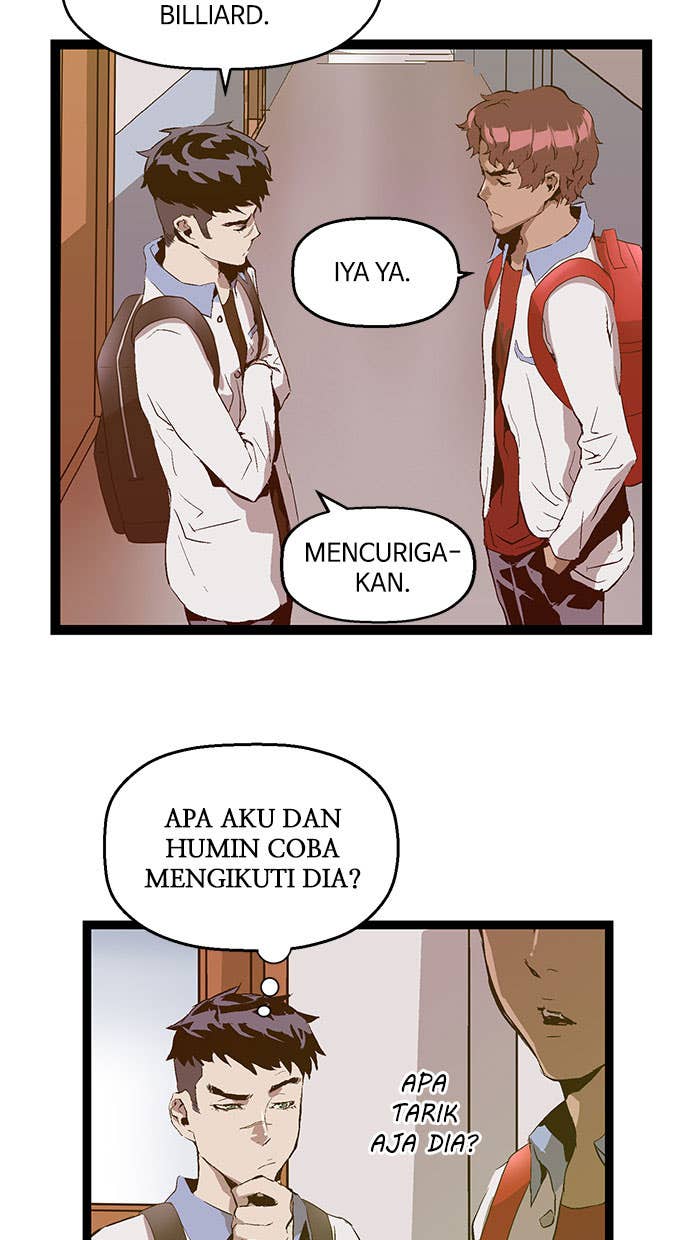 BILLIARD.
IYA YA.
MENCURIGA-
KAN.
APA AKU DAN
HUMIN COBA
MENGIKUTI DIA?
APA
TARIK
AJA DIA?